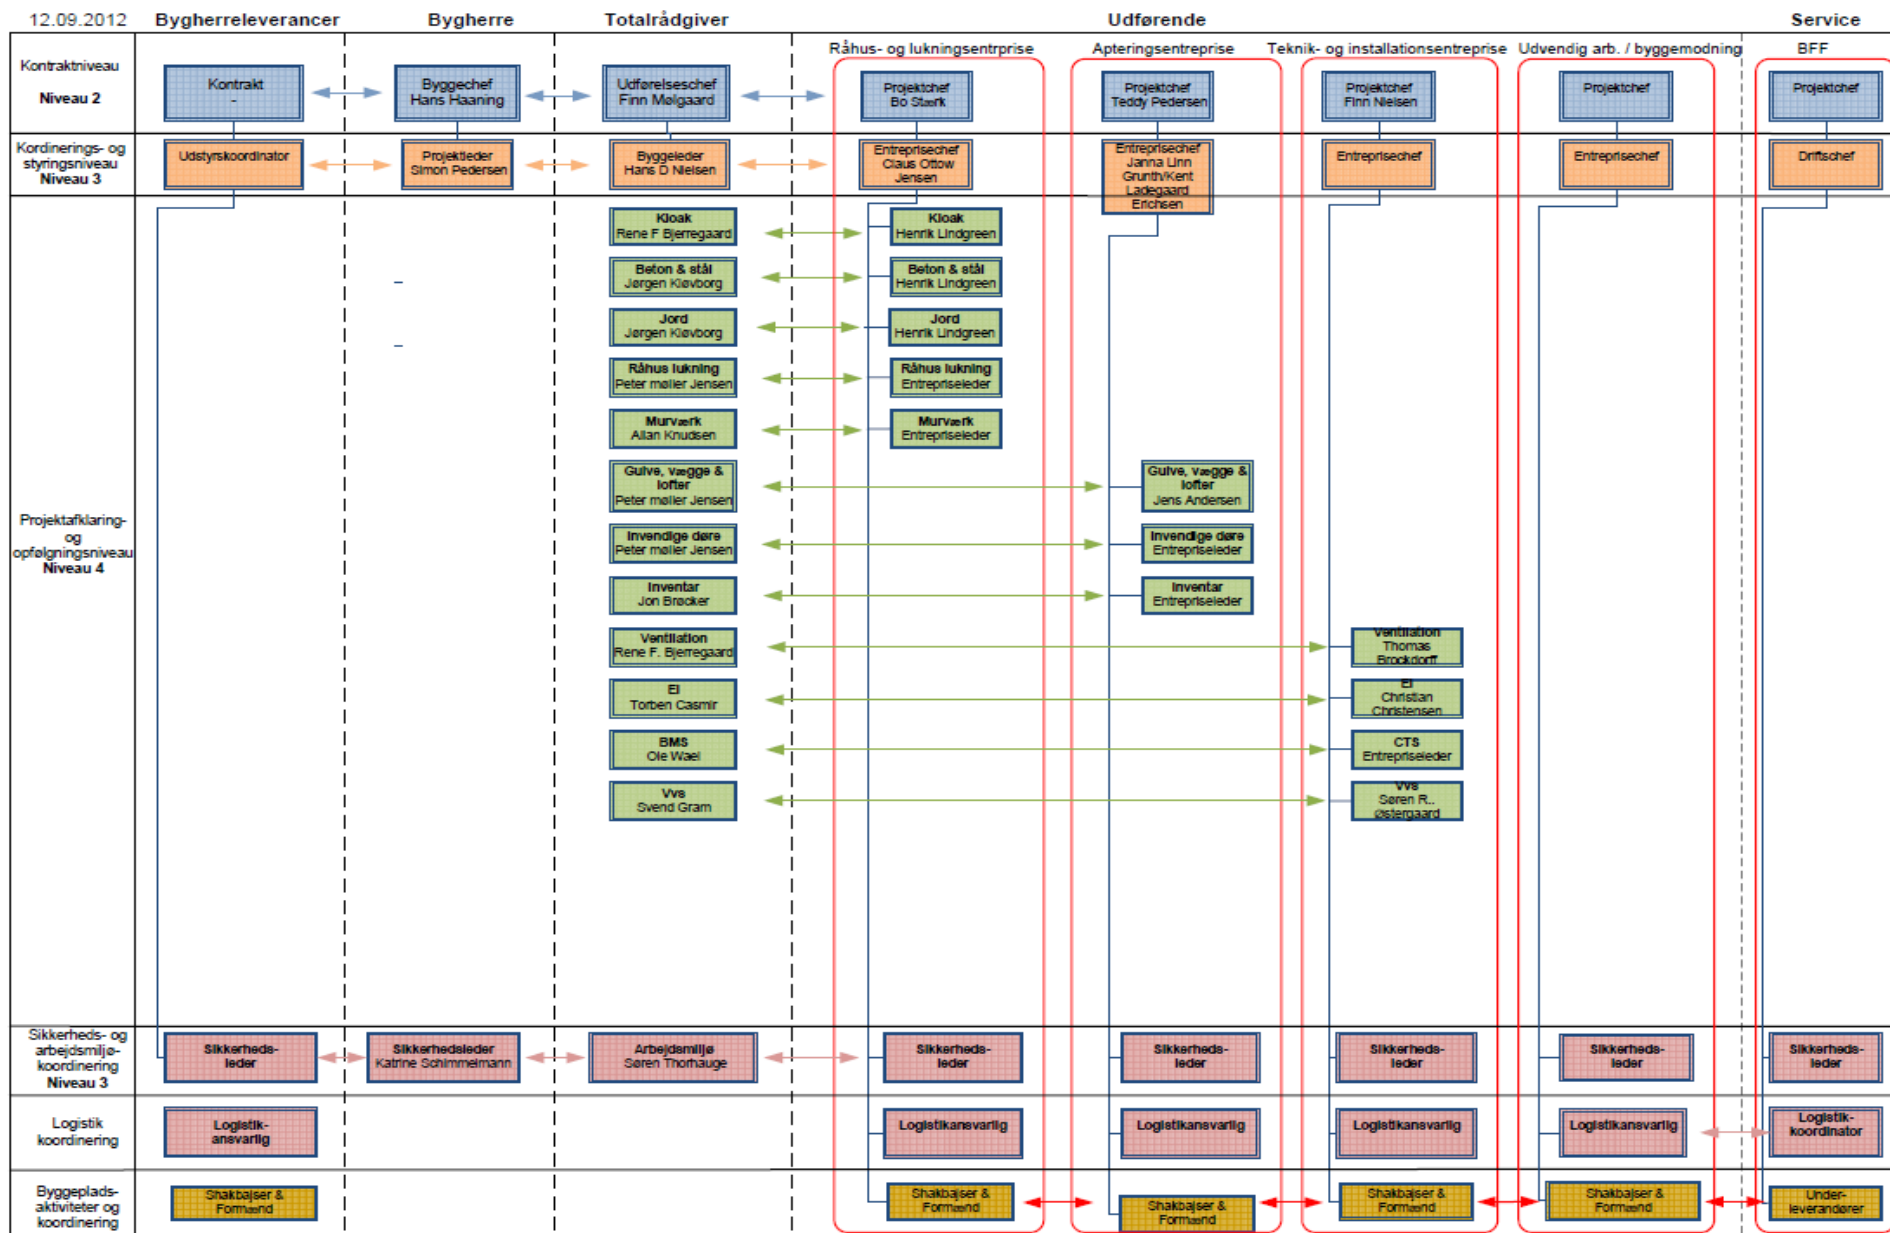 12.09.2012 Bygherreleverancer Bygherre Totalrådgiver Udførende Service
Råhus- og lukningsentrprise Apteringsentreprise Teknik- og installationsentreprise Udvendig arb. / byggemodning BFF
Kontraktniveau
Niveau 2
Kontrakt
-
Byggechef
Hans Haaning
Udførelseschef
Finn Mølgaard
Projektchef
Bo Stærk
Projektchef
Teddy Pedersen
Projektchef
Finn Nielsen
Projektchef
Projektchef
Kordinerings- og
styringsniveau
Niveau 3
Udstyrskoordinator
Projektleder
Simon Pedersen
Byggeleder
Hans D Nielsen
Entreprisechef
Claus Ottow
Jensen
Entreprisechef
Janna Linn
Grunth/Kent
Ladegaard
Erichsen
Entreprisechef
Entreprisechef
Driftschef
Projektafklaring-
og
opfølgningsniveau
Niveau 4
Kloak
Rene F Bjerregaard
Kloak
Henrik Lindgreen
Beton & stål
Jørgen Kløvborg
Beton & stål
Henrik Lindgreen
Jord
Jørgen Kløvborg
Jord
Henrik Lindgreen
Råhus lukning
Peter møller Jensen
Råhus lukning
Entrepriseleder
Murværk
Allan Knudsen
Murværk
Entrepriseleder
Gulve, vægge &
lofter
Peter møller Jensen
Gulve, vægge &
lofter
Jens Andersen
Invendige døre
Peter møller Jensen
Invendige døre
Entrepriseleder
Inventar
Jon Brøcker
Inventar
Entrepriseleder
Ventilation
Rene F. Bjerregaard
Ventilation
Thomas
Brockdorff
El
Torben Casmir
El
Christian
Christensen
BMS
Ole Wael
CTS
Entrepriseleder
Vvs
Svend Gram
Vvs
Søren R..
Østergaard
Sikkerheds- og
arbejdsmiljø-
koordinering
Niveau 3
Sikkerheds-
leder
Sikkerhedsleder
Katrine Schimmelmann
Arbejdsmiljø
Søren Thorhauge
Sikkerheds-
leder
Sikkerheds-
leder
Sikkerheds-
leder
Sikkerheds-
leder
Sikkerheds-
leder
Logistik
koordinering
Logistik-
ansvarlig
Logistikansvarlig
Logistikansvarlig
Logistikansvarlig
Logistikansvarlig
Logistik-
koordinator
Byggeplads-
aktiviteter og
koordinering
Shakbajser &
Formænd
Shakbajser &
Formænd
Shakbajser &
Formænd
Shakbajser &
Formænd
Shakbajser &
Formænd
Under-
leverandører